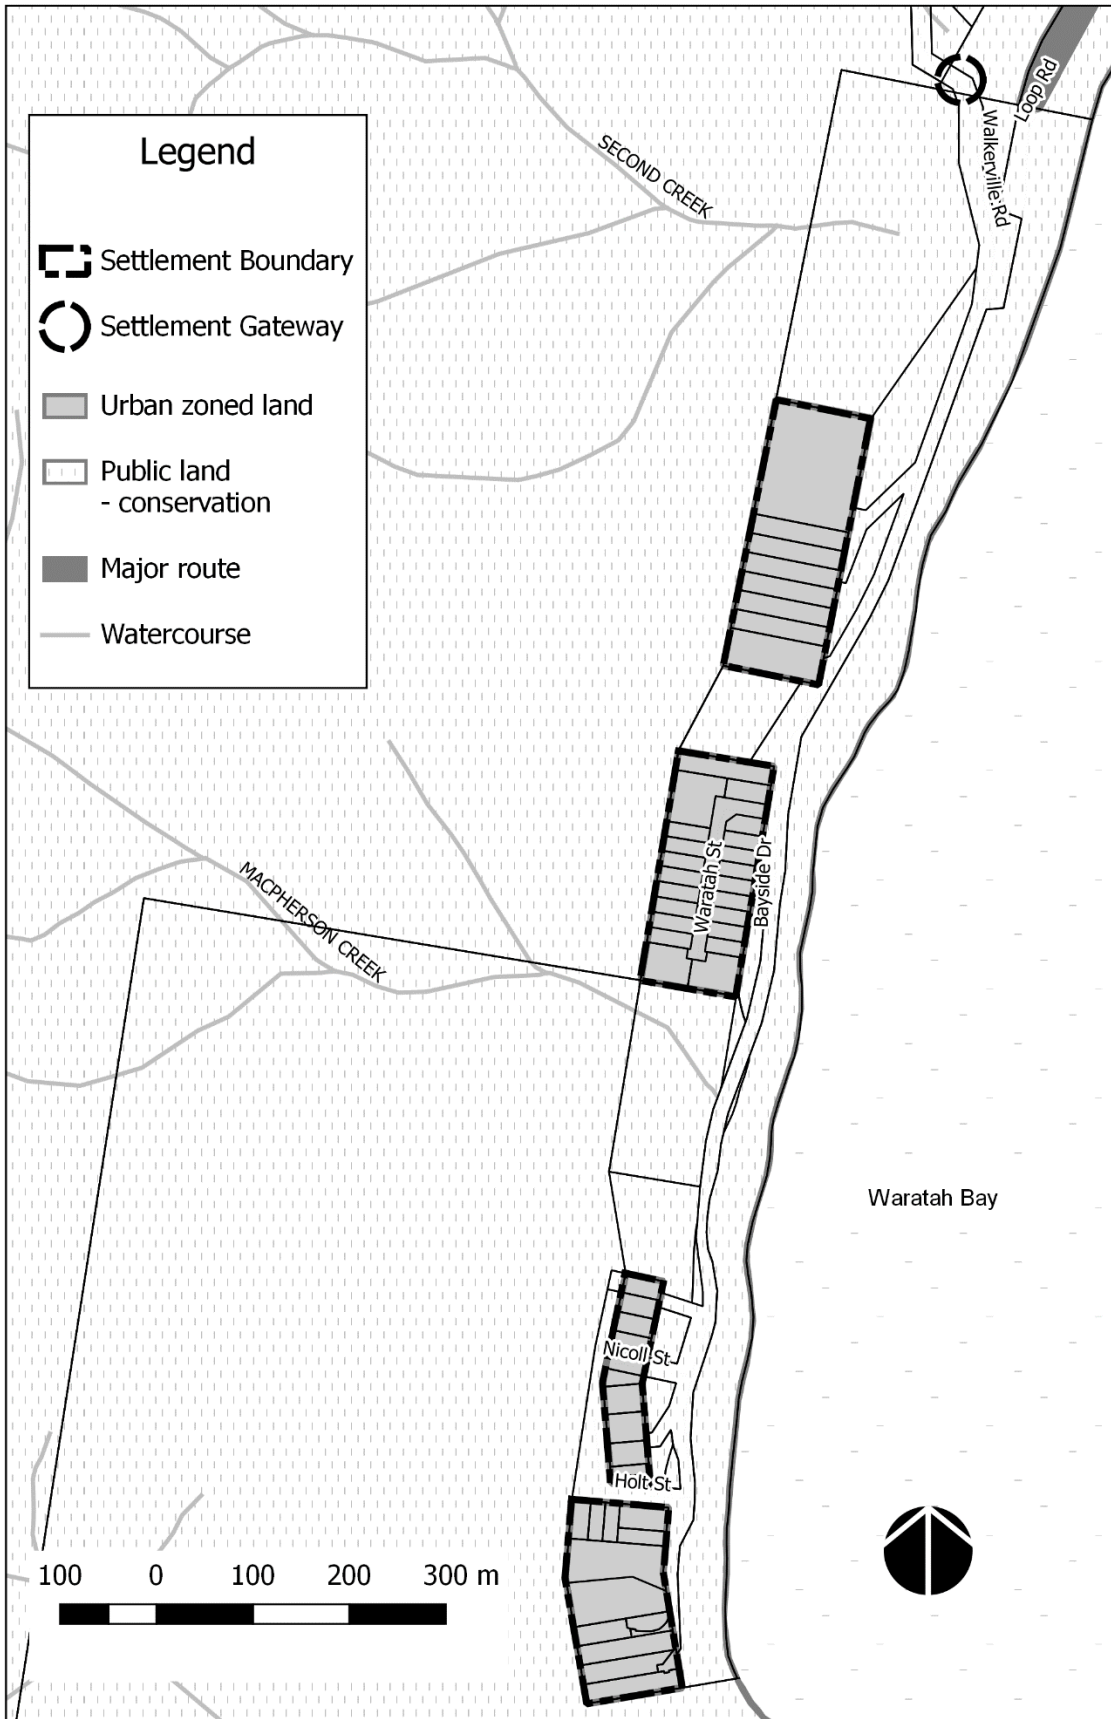 Loop Rd
Walkerville Rd
SECOND CREEK
Legend
Settlement Boundary
Settlement Gateway
Urban zoned land
Public land
- conservation
Major route
Watercourse
Waratah St
Bayside Dr
MACPHERSON CREEK
Waratah Bay
Nicoll St
Holt St
100 0 100 200 300 m